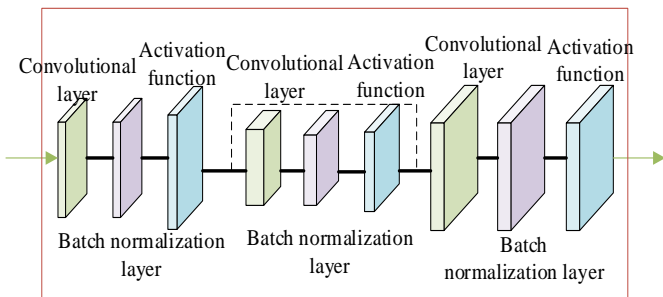 Convolutional
layer
Activation
function
Convolutional
layer
Activation
function
Convolutional
layer
Activation
function
Batch normalization
layer
Batch normalization
layer
Batch
normalization layer